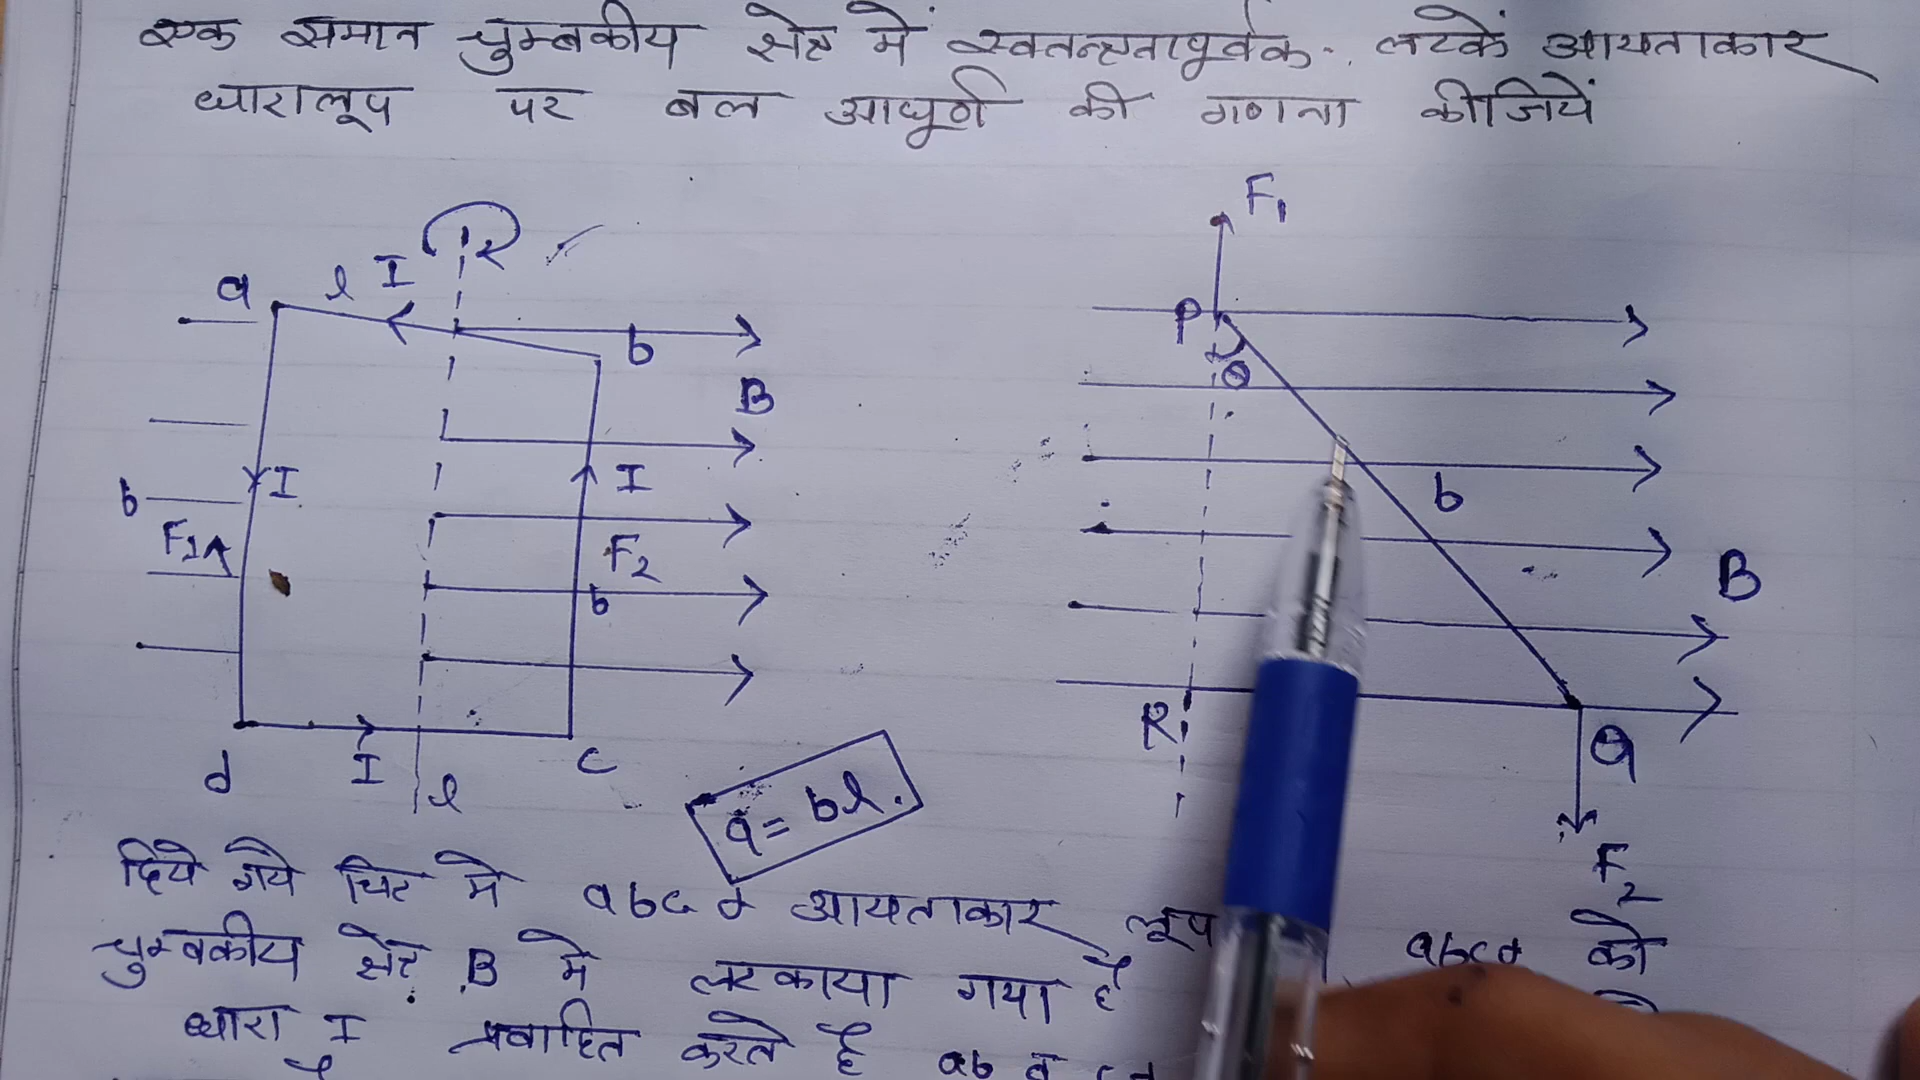 एक समान चुम्बकीय क्षेत्र में स्वतन्त्रतापूर्वक लटकें आयताकार
धारालूप पर बल आघूर्ण की गणना कीजियें
F1
a l I
b
B
P
θ
I I
b
b
F1
F2
b
B
R
Q
d I l c
a = bl.
F2
दिये गये चित्र में abcd आयताकार लूप abcd को
चुम्बकीय क्षेत्र B में लटकाया गया है
धारा I प्रवाहित करते है ab व cd